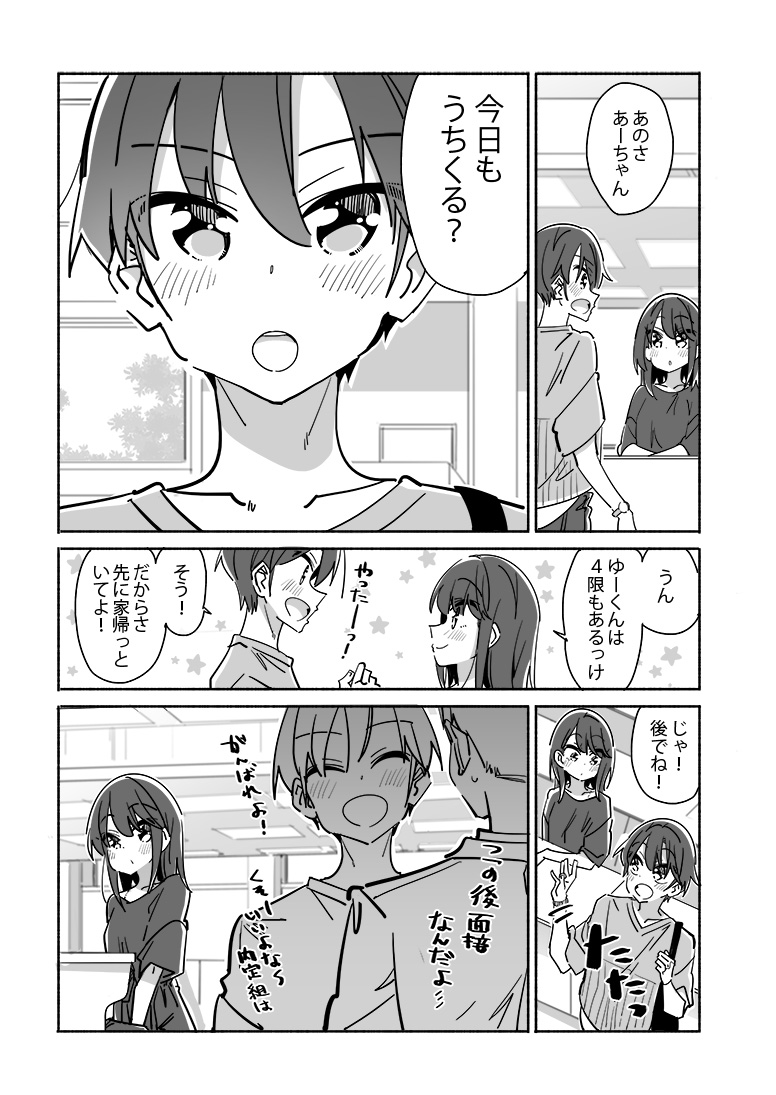 あのさ
あーちゃん
今日も
うちくる？
うん
ゆーくんは
４限もあるっけ
やったーっ！
そう！
だからさ
先に家帰っと
いてよ！
じゃ！
後でね！
たたっ
この後面接
なんだよ…
がんばれよ！
くそーいいよなぁ
内定組は